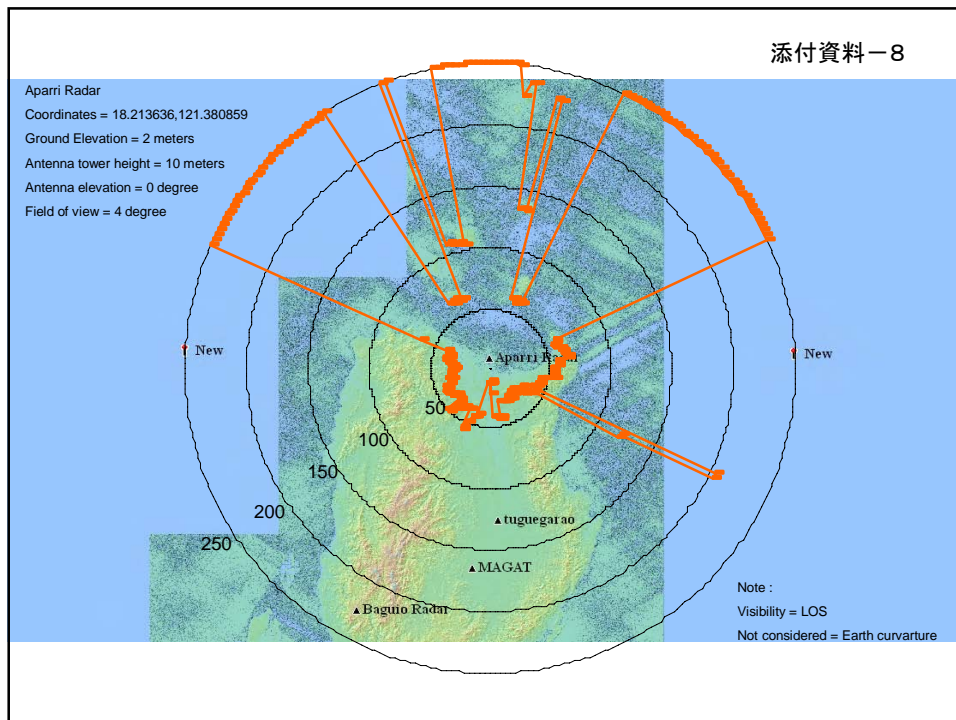 添付資料－8
Aparri Radar
Coordinates = 18.213636,121.380859
Ground Elevation = 2 meters
Antenna tower height = 10 meters
Antenna elevation = 0 degree
Field of view = 4 degree
New
Aparri Radar
New
50
100
150
200
250
tuguegarao
MAGAT
Baguio Radar
Note :
Visibility = LOS
Not considered = Earth curvarture